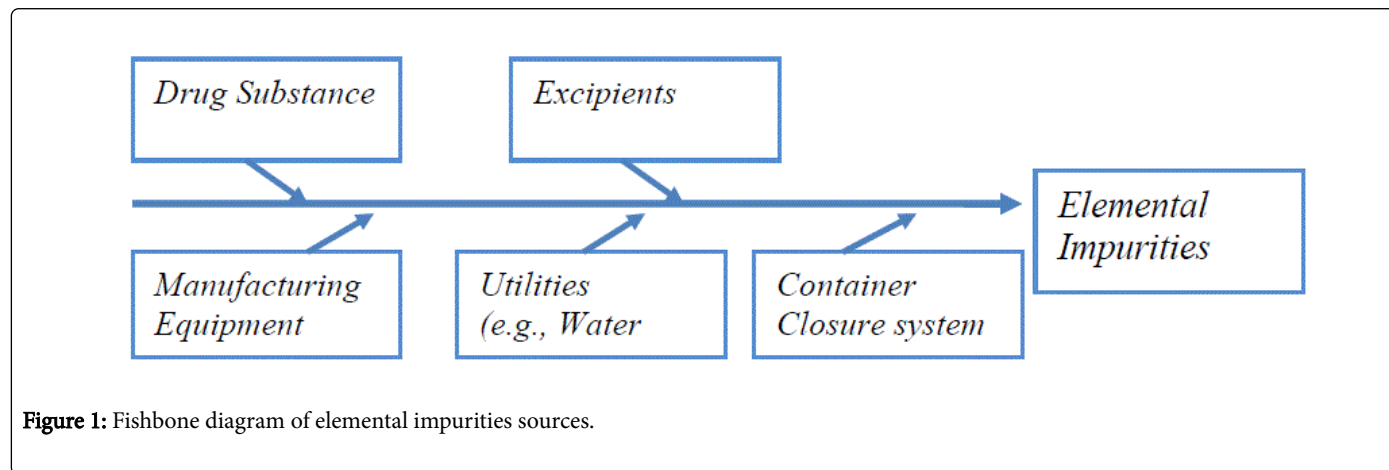 Drug Substance
Excipients
Elemental
Impurities
Manufacturing
Equipment
Utilities
(e.g., Water
Container
Closure system
Figure 1: Fishbone diagram of elemental impurities sources.